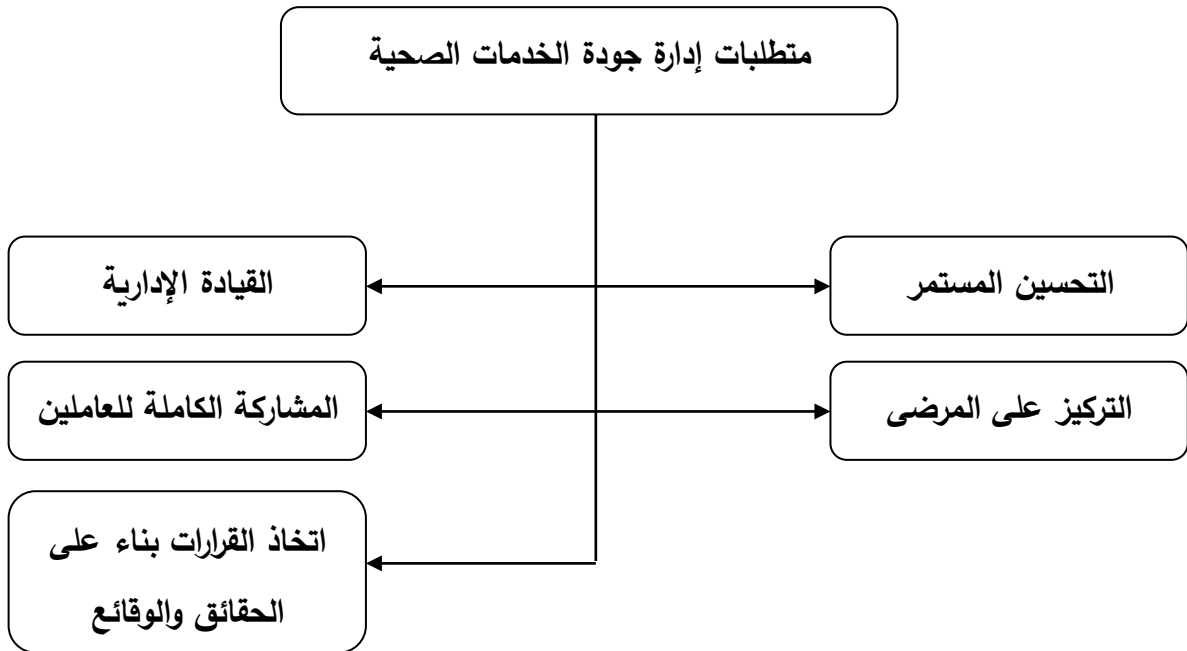 متطلبات إدارة جودة الخدمات الصحية
التحسين المستمر
القيادة الإدارية
التركيز على المرضى
المشاركة الكاملة للعاملين
اتخاذ القرارات بناء على
الحقائق والوقائع